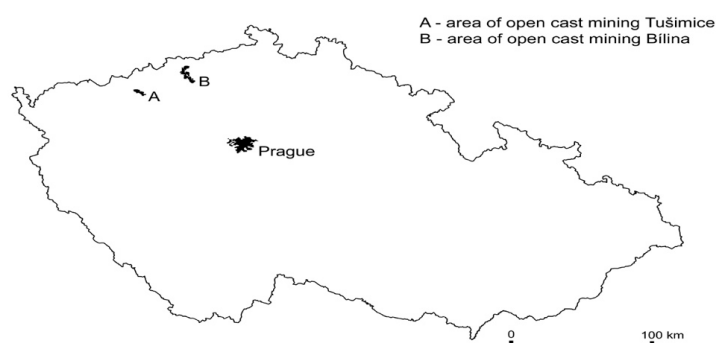 A - area of open cast mining Tušimice
B - area of open cast mining Bílina
B
A
Prague
0 100 km